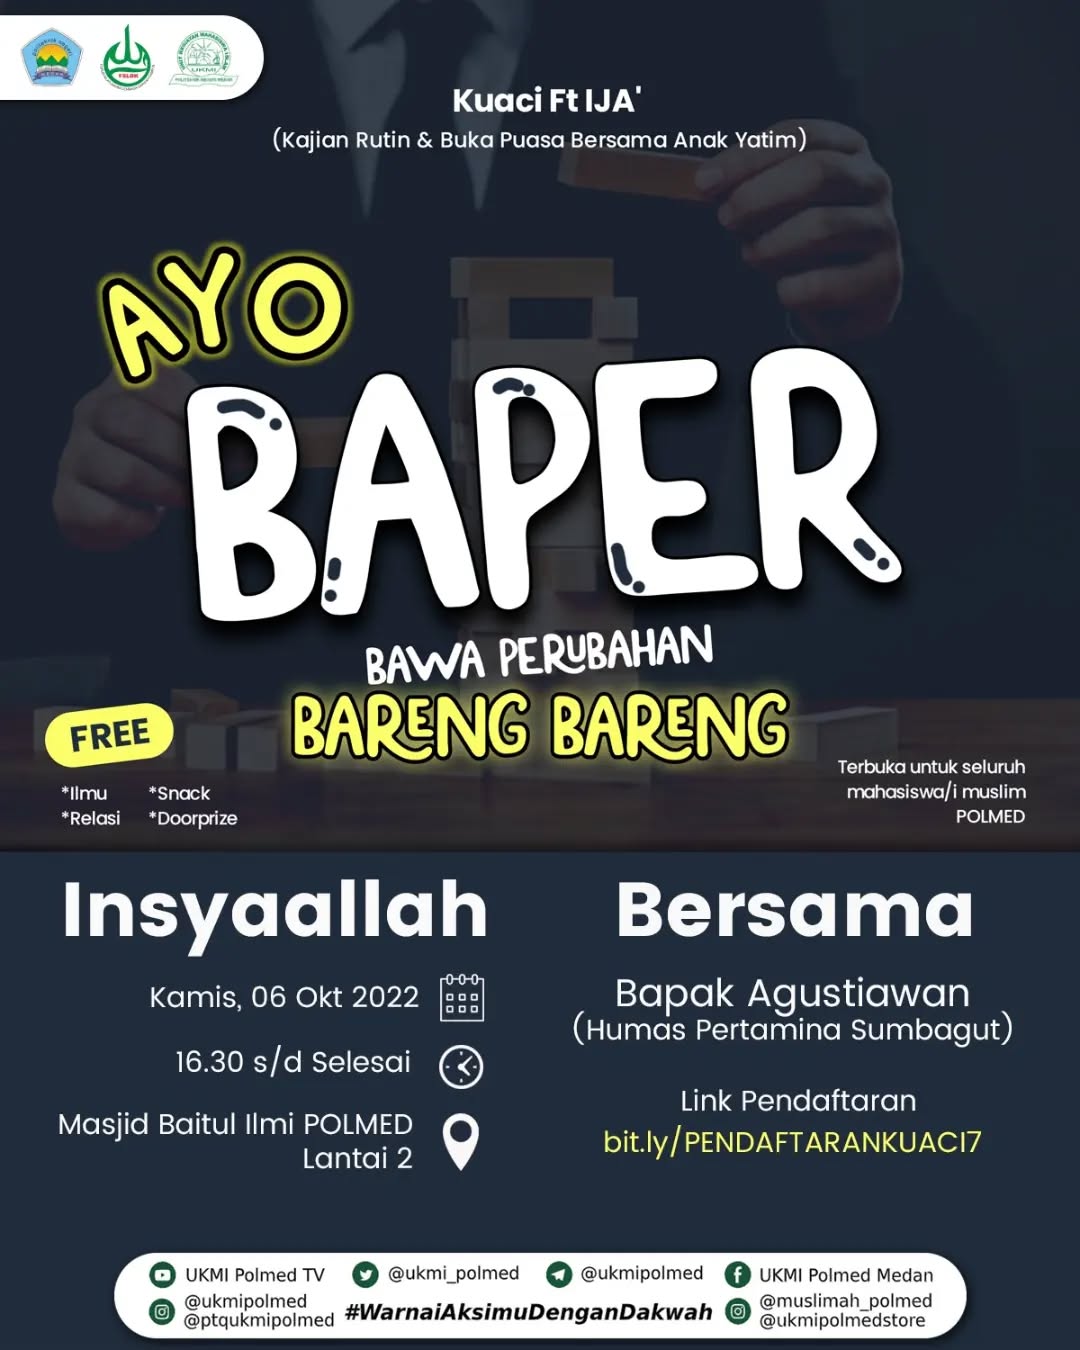 Kuaci Ft IJA'
(Kajian Rutin & Buka Puasa Bersama Anak Yatim)
AYO
BAPER
BAWA PERUBAHAN
BARENG BARENG
FREE
*Ilmu *Snack
*Relasi *Doorprize
Terbuka untuk seluruh
mahasiswa/i muslim
POLMED
Insyaallah
Kamis, 06 Okt 2022
16.30 s/d Selesai
Masjid Baitul Ilmi POLMED
Lantai 2
Bersama
Bapak Agustiawan
(Humas Pertamina Sumbagut)
Link Pendaftaran
bit.ly/PENDAFTARANKUACI7
UKMI Polmed TV @ukmi_polmed @ukmipolmed UKMI Polmed Medan
@ukmipolmed
@ptqukmipolmed
#WarnaiAksimuDenganDakwah
@muslimah_polmed
@ukmipolmedstore